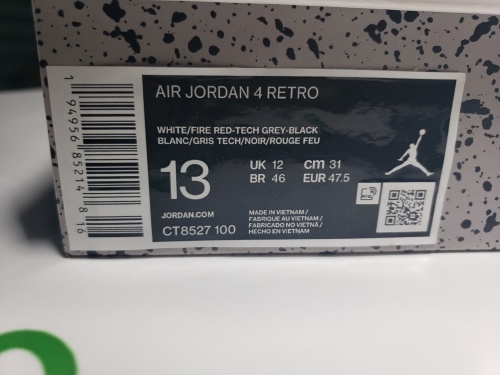 AIR JORDAN 4 RETRO
WHITE/FIRE RED-TECH GREY-BLACK
BLANC/GRIS TECH/NOIR/ROUGE FEU
13
UK 12 cm 31
BR 46 EUR 47.5
JORDAN.COM
CT8527 100
MADE IN VIETNAM /
FABRIQUE AU VIETNAM /
FABRICADO NO VIETNÃ /
HECHO EN VIETNAM
1 94956 85214 8 16